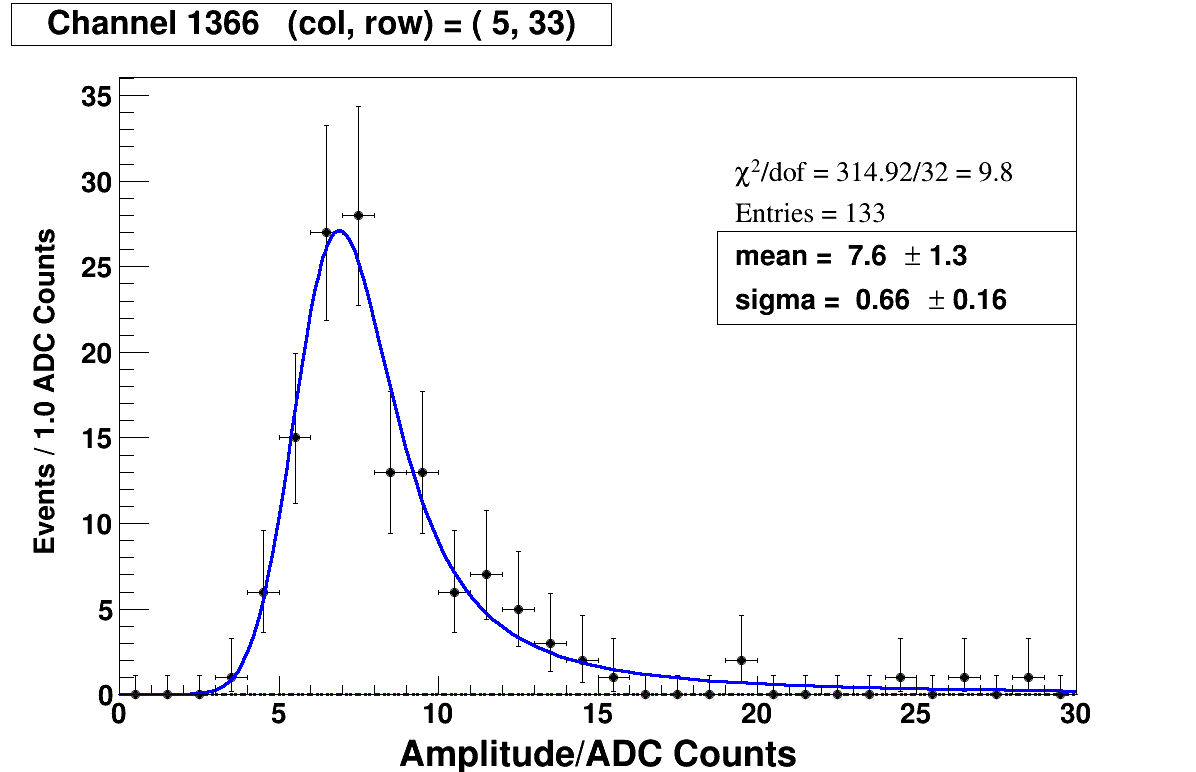 Channel 1366 (col, row) = ( 5, 33)
35
30
25
20
15
10
5
0
Events / 1.0 ADC Counts
χ²/dof = 314.92/32 = 9.8
Entries = 133
mean = 7.6 ± 1.3
sigma = 0.66 ± 0.16
0 5 10 15 20 25 30
Amplitude/ADC Counts